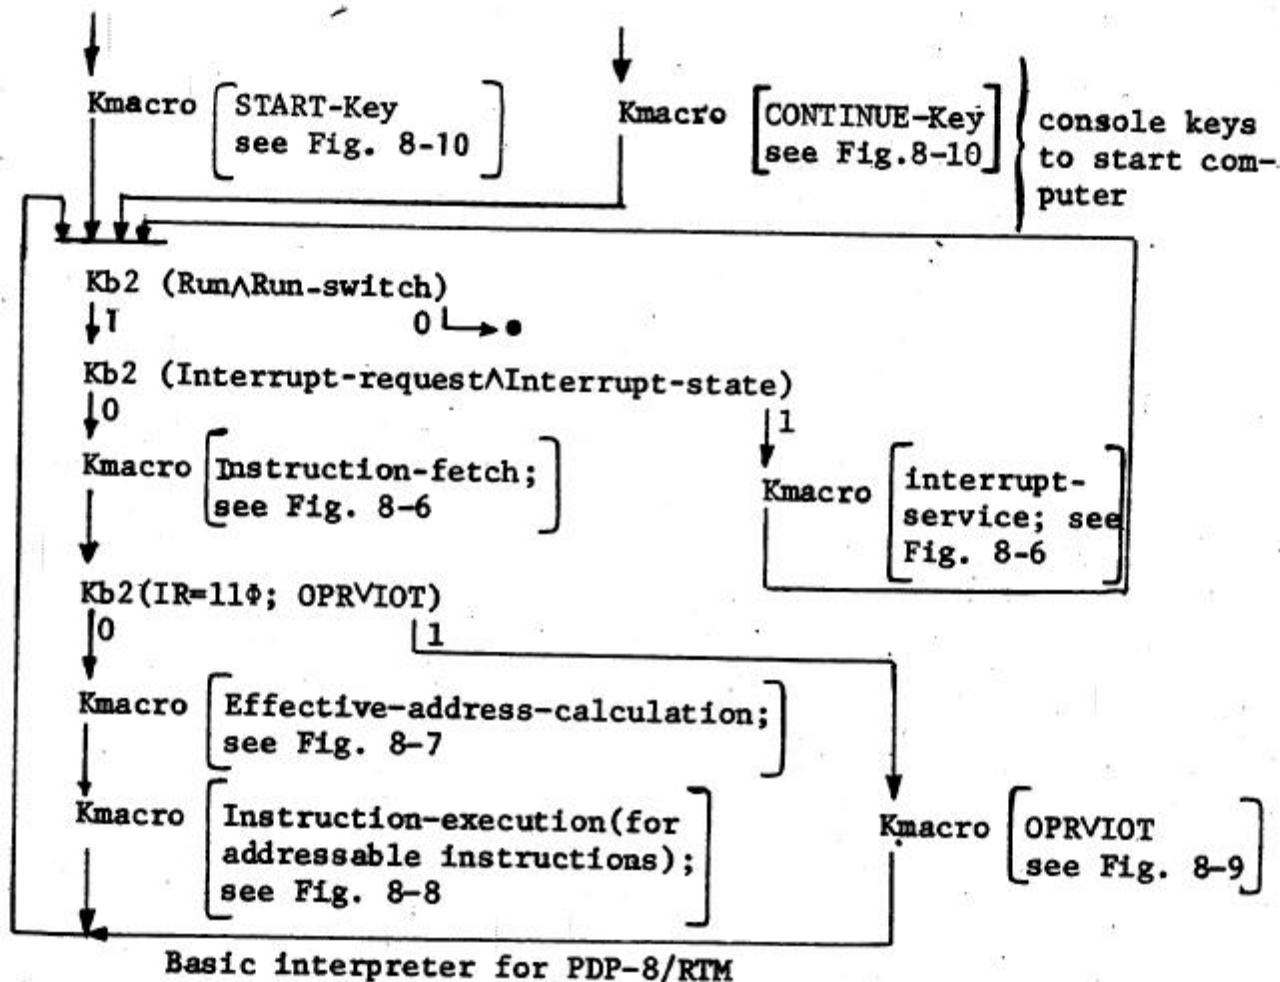 Kmacro [START-Key
see Fig. 8-10]
Kmacro [CONTINUE-Key
see Fig.8-10]
console keys
to start com-
puter
Kb2 (Run∧Run-switch)
1
0
Kb2 (Interrupt-request∧Interrupt-state)
0
1
Kmacro [Instruction-fetch;
see Fig. 8-6]
Kmacro [interrupt-
service; see
Fig. 8-6]
Kb2(IR=11Φ; OPR∨IOT)
0
1
Kmacro [Effective-address-calculation;
see Fig. 8-7]
Kmacro [Instruction-execution(for
addressable instructions);
see Fig. 8-8]
Kmacro [OPR∨IOT
see Fig. 8-9]
Basic interpreter for PDP-8/RTM